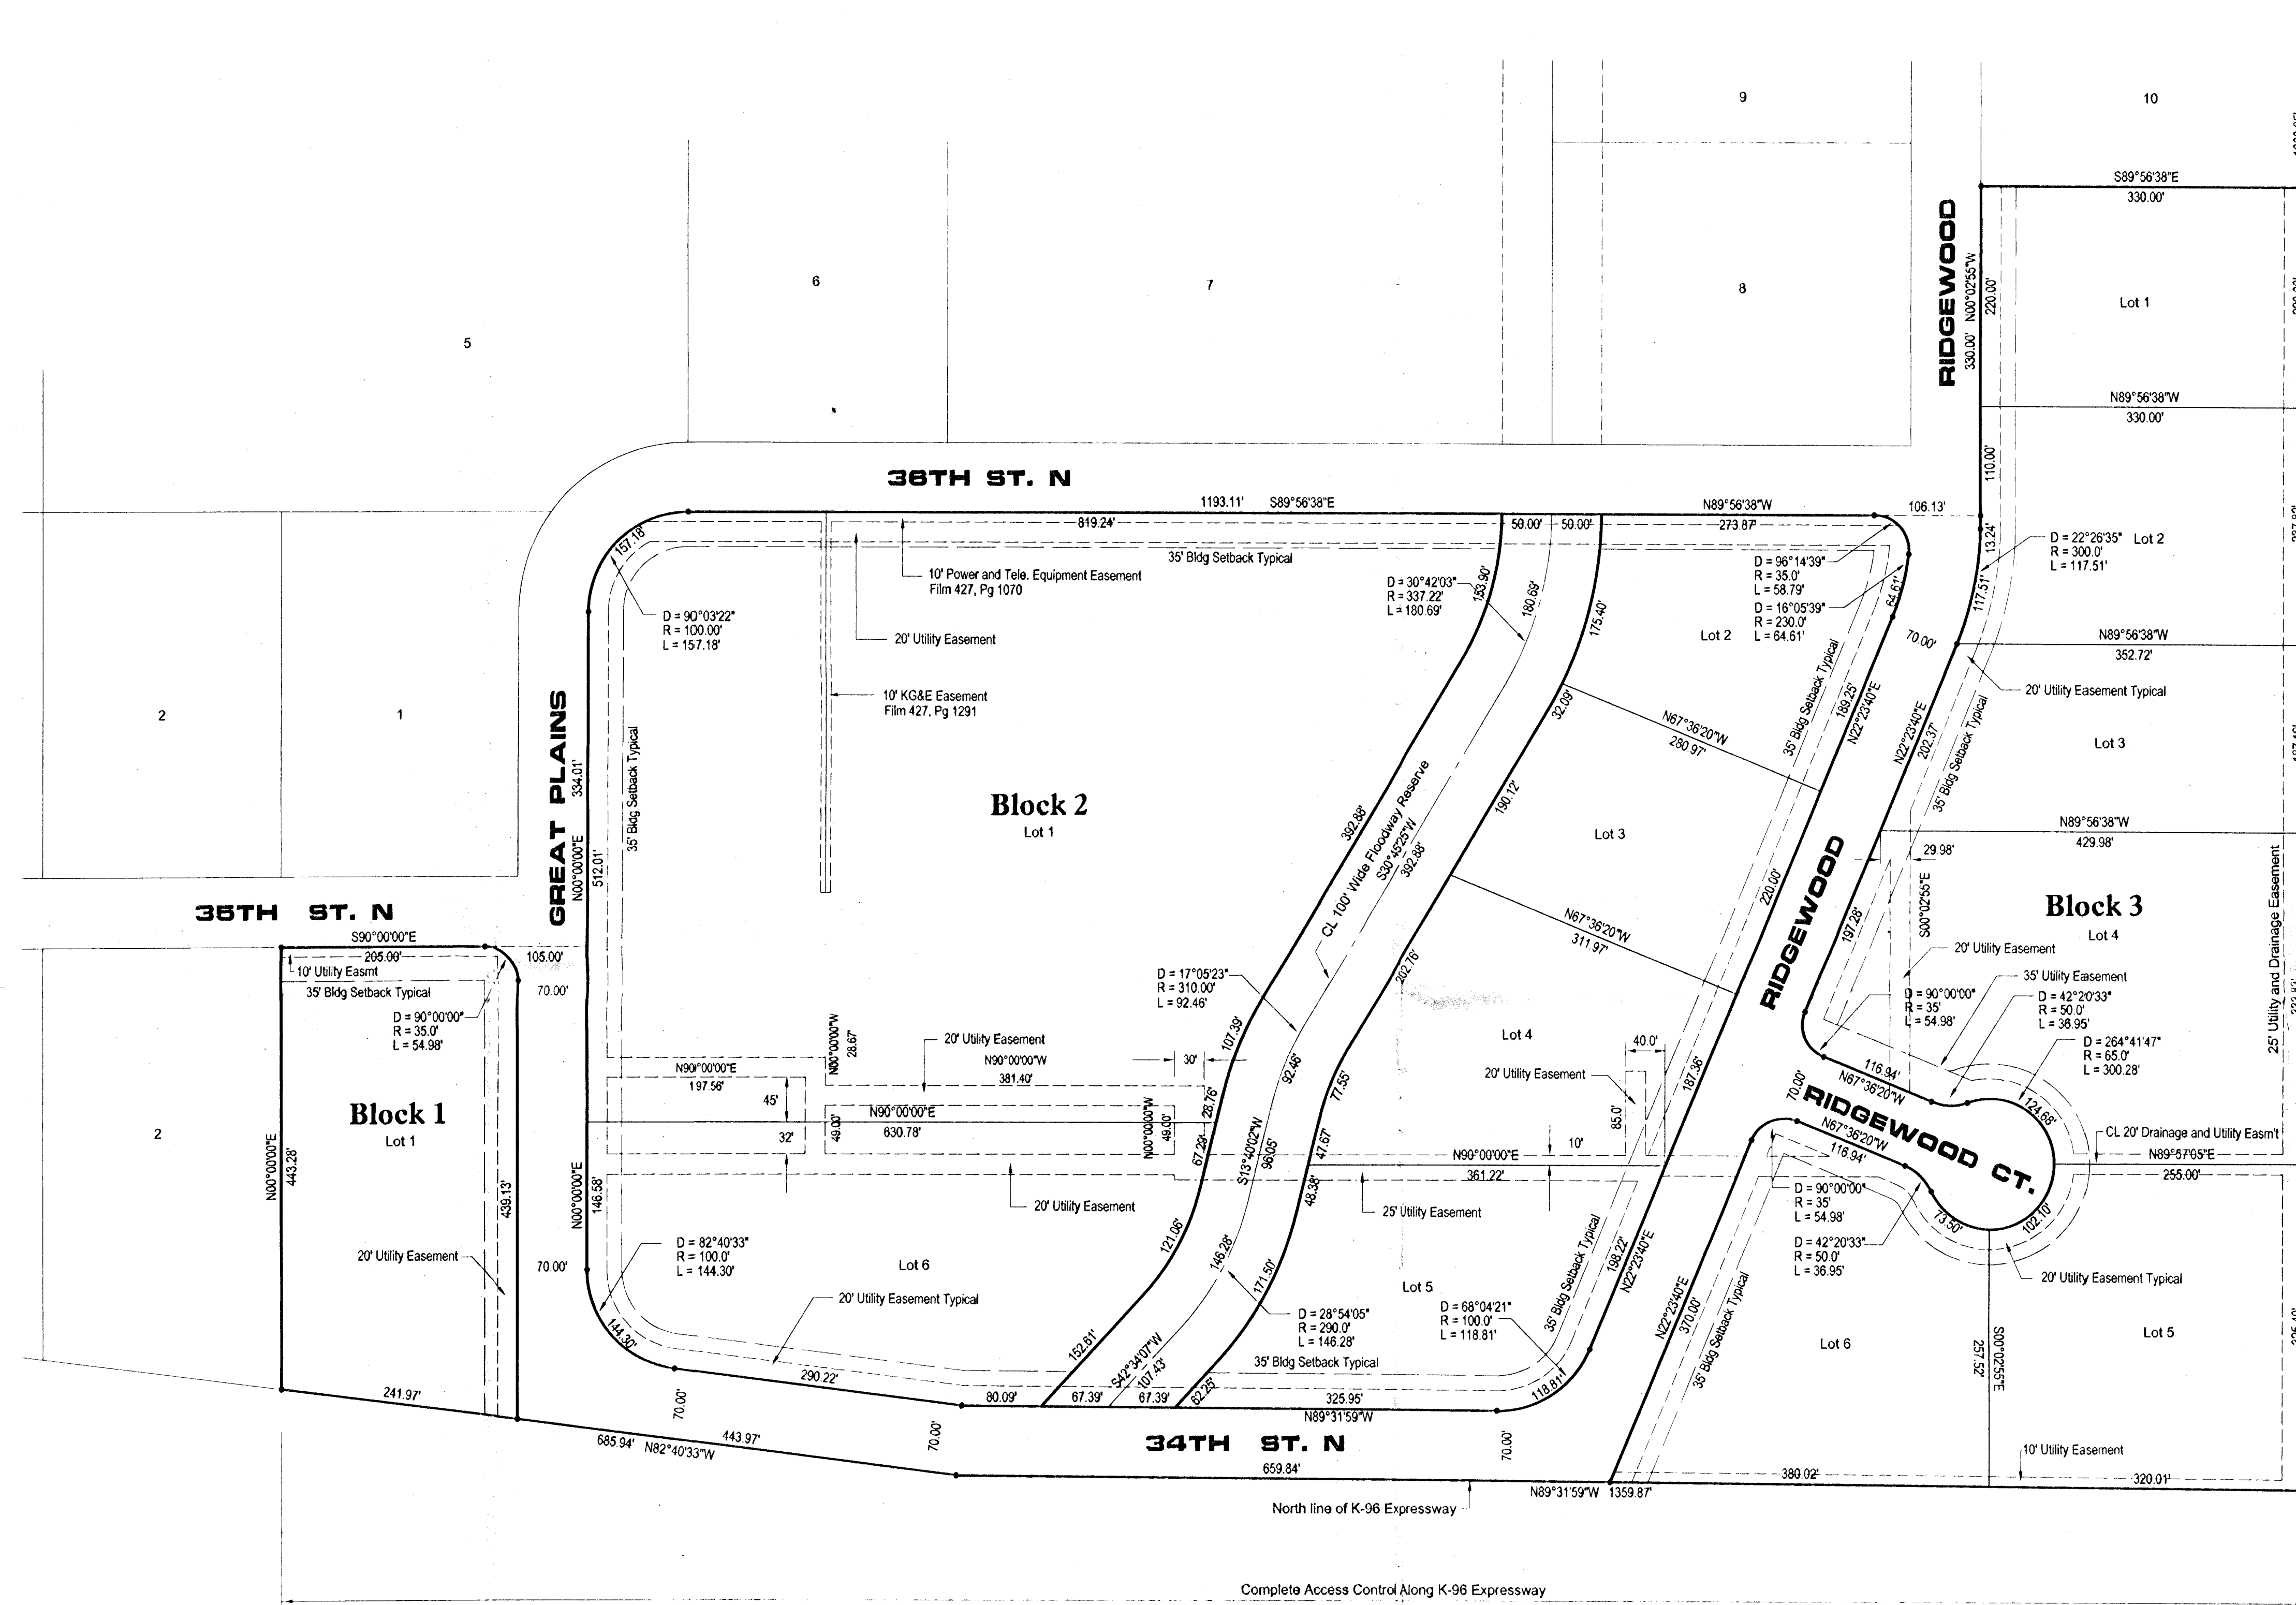 9
10
S89°56'38"E
330.00'
RIDGEWOOD
330.00' N00°02'55"W
220.00'
Lot 1
6
7
8
5
N89°56'38"W
330.00'
110.00'
36TH ST. N
1193.11' S89°56'38"E
N89°56'38"W
106.13'
819.24'
50.00'
50.00'
273.87'
13.24'
157.18'
35' Bldg Setback Typical
D = 22°26'35"
R = 300.0'
L = 117.51'
Lot 2
10' Power and Tele. Equipment Easement
Film 427, Pg 1070
D = 30°42'03"
R = 337.22'
L = 180.69'
153.90'
180.69'
175.40'
D = 96°14'39"
R = 35.0'
L = 58.79'
D = 16°05'39"
R = 230.0'
L = 64.61'
64.61'
117.51'
D = 90°03'22"
R = 100.00'
L = 157.18'
20' Utility Easement
Lot 2
70.00'
N89°56'38"W
352.72'
20' Utility Easement Typical
10' KG&E Easement
Film 427, Pg 1291
32.09'
N67°36'20"W
280.97'
35' Bldg Setback Typical
189.25'
N22°23'40"E
N22°23'40"E
202.37'
35' Bldg Setback Typical
Lot 3
2
1
GREAT PLAINS
334.01'
N00°00'00"E
512.01'
35' Bldg Setback Typical
Block 2
Lot 1
392.88'
CL 100' Wide Floodway Reserve
S30°45'25"W
392.88'
190.12'
Lot 3
N89°56'38"W
429.98'
29.98'
S00°02'55"E
25' Utility and Drainage Easement
35TH ST. N
S90°00'00"E
205.00'
105.00'
10' Utility Easmt
35' Bldg Setback Typical
70.00'
220.00'
RIDGEWOOD
197.28'
Block 3
Lot 4
20' Utility Easement
35' Utility Easement
N67°36'20"W
311.97'
202.76'
D = 17°05'23"
R = 310.00'
L = 92.46'
D = 90°00'00"
R = 35.0'
L = 54.98'
D = 90°00'00"
R = 35'
L = 54.98'
D = 42°20'33"
R = 50.0'
L = 36.95'
D = 264°41'47"
R = 65.0'
L = 300.28'
N00°00'00"W
28.67'
20' Utility Easement
107.39'
Lot 4
40.0'
N90°00'00"E
197.56'
N90°00'00"W
381.40'
30'
92.46'
77.55'
20' Utility Easement
187.36'
70.00'
116.94'
N67°36'20"W
124.68'
45'
28.76'
85.0'
RIDGEWOOD CT.
Block 1
Lot 1
49.00'
N90°00'00"E
630.78'
N00°00'00"W
49.00'
32'
67.29'
S13°40'02"W
96.05'
47.67'
10'
N67°36'20"W
116.94'
CL 20' Drainage and Utility Easm't
N89°57'05"E
255.00'
2
N00°00'00"E
443.28'
439.13'
N00°00'00"E
146.58'
N90°00'00"E
361.22'
48.38'
20' Utility Easement
25' Utility Easement
D = 90°00'00"
R = 35'
L = 54.98'
73.50'
102.10'
D = 42°20'33"
R = 50.0'
L = 36.95'
20' Utility Easement
70.00'
D = 82°40'33"
R = 100.0'
L = 144.30'
Lot 6
121.06'
146.28'
171.50'
Lot 5
35' Bldg Setback Typical
198.22'
N22°23'40"E
20' Utility Easement Typical
20' Utility Easement Typical
144.30'
D = 28°54'05"
R = 290.0'
L = 146.28'
D = 68°04'21"
R = 100.0'
L = 118.81'
N22°23'40"E
370.00'
35' Bldg Setback Typical
Lot 6
257.52'
S00°02'55"E
Lot 5
152.61'
S42°34'07"W
107.43'
35' Bldg Setback Typical
290.22'
241.97'
80.09'
67.39'
67.39'
62.25'
325.95'
118.81'
N89°31'59"W
70.00'
70.00'
70.00'
685.94' N82°40'33"W
443.97'
34TH ST. N
659.84'
10' Utility Easement
380.02'
320.01'
N89°31'59"W 1359.87'
North line of K-96 Expressway
Complete Access Control Along K-96 Expressway